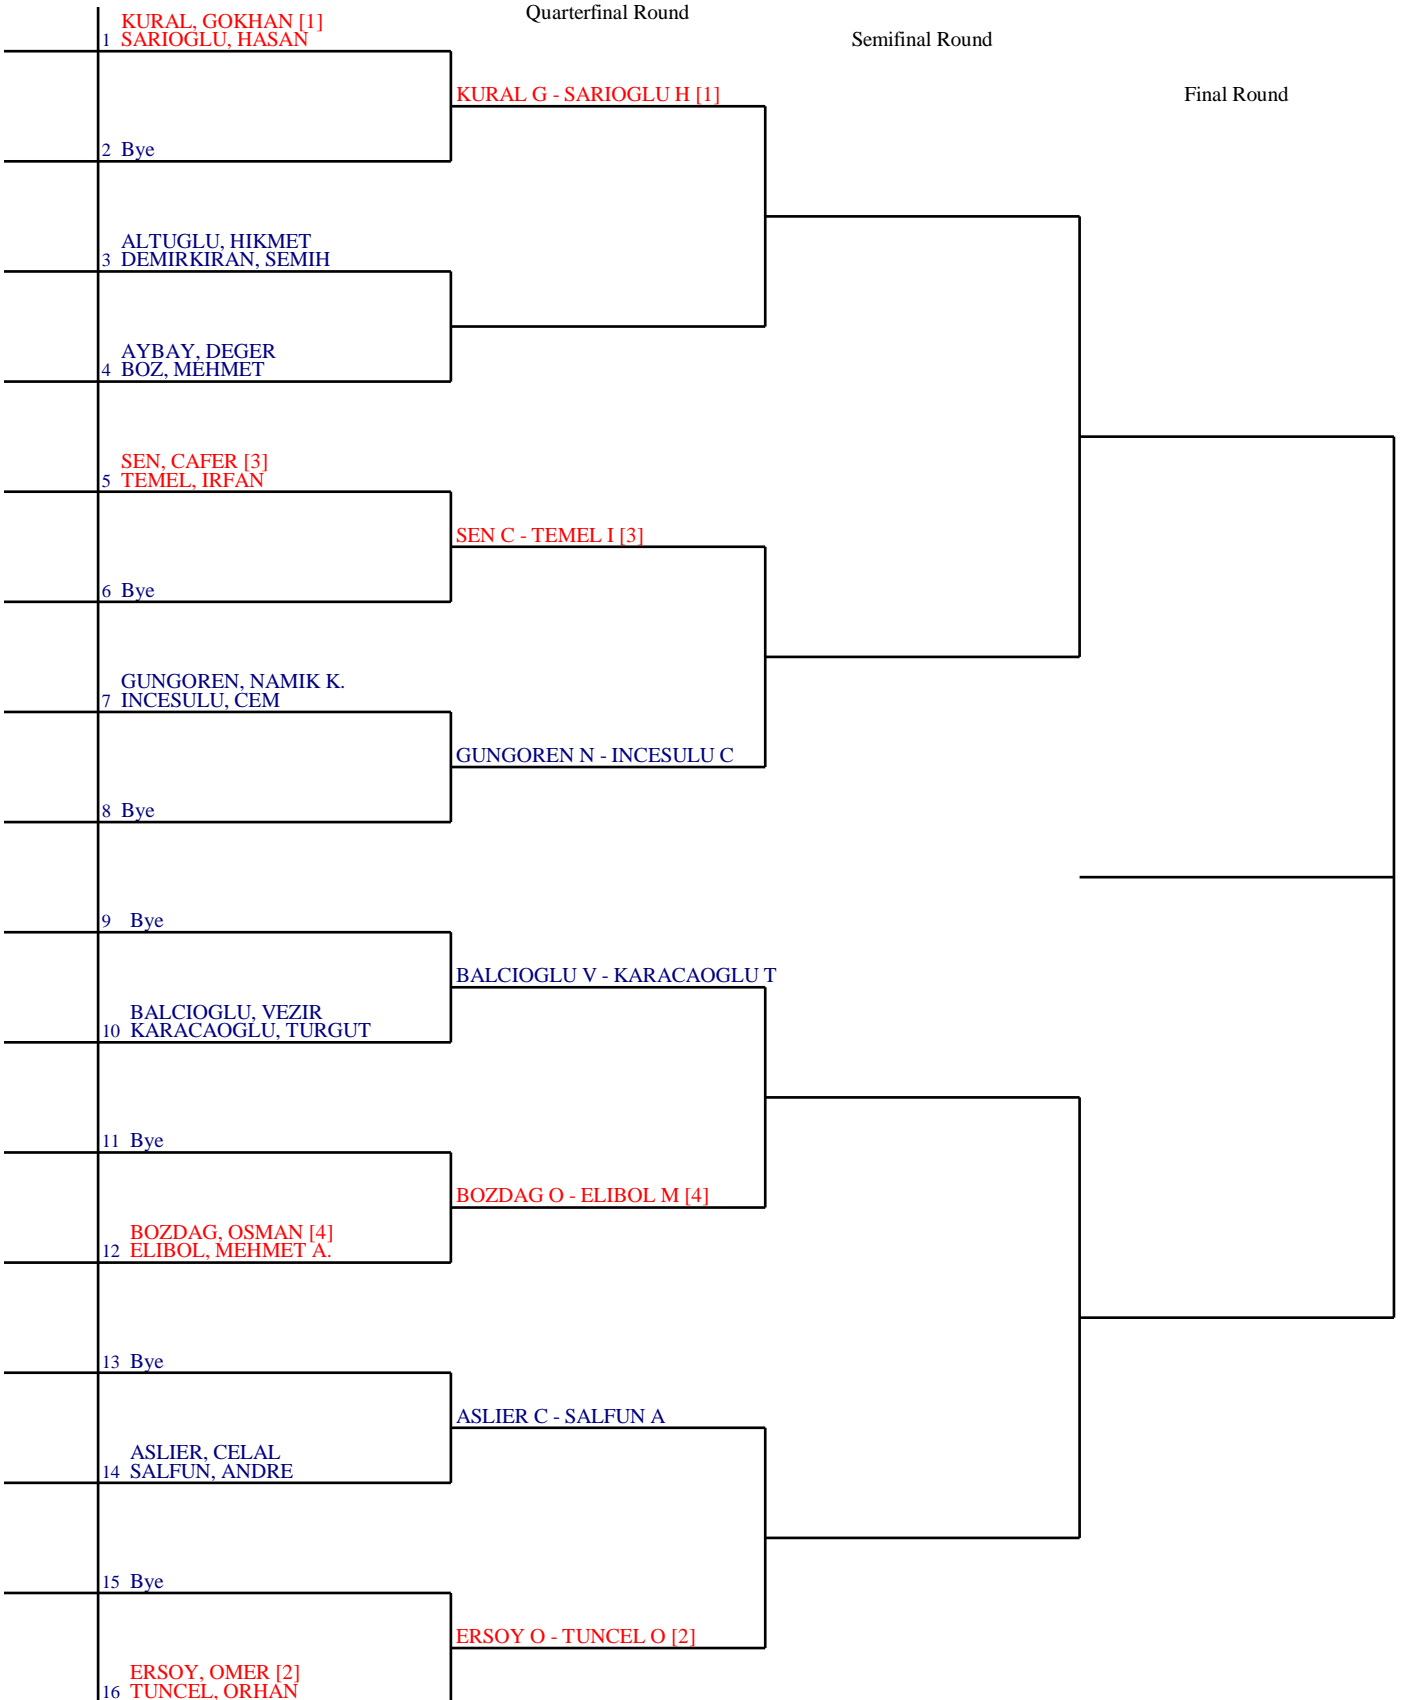 Quarterfinal Round
Semifinal Round
Final Round
KURAL, GOKHAN [1]
1 SARIOGLU, HASAN
KURAL G - SARIOGLU H [1]
2 Bye
ALTUGLU, HIKMET
3 DEMIRKIRAN, SEMIH
AYBAY, DEGER
4 BOZ, MEHMET
SEN, CAFER [3]
5 TEMEL, IRFAN
SEN C - TEMEL I [3]
6 Bye
GUNGOREN, NAMIK K.
7 INCESULU, CEM
GUNGOREN N - INCESULU C
8 Bye
9 Bye
BALCIOGLU V - KARACAOGLU T
BALCIOGLU, VEZIR
10 KARACAOGLU, TURGUT
11 Bye
BOZDAG O - ELIBOL M [4]
BOZDAG, OSMAN [4]
12 ELIBOL, MEHMET A.
13 Bye
ASLIER C - SALFUN A
ASLIER, CELAL
14 SALFUN, ANDRE
15 Bye
ERSOY O - TUNCEL O [2]
ERSOY, OMER [2]
16 TUNCEL, ORHAN